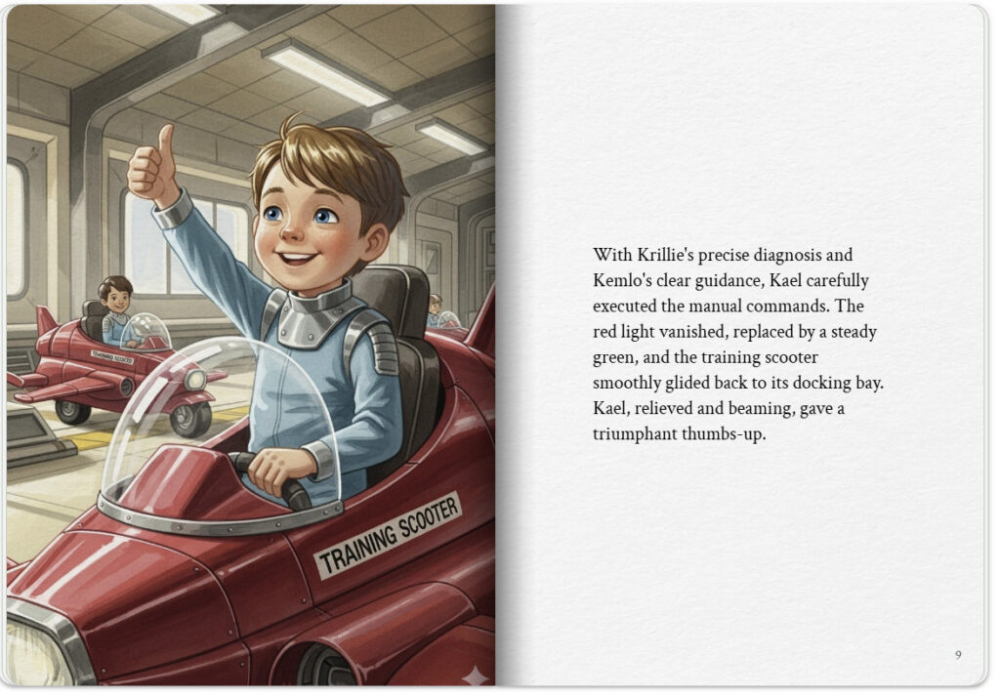 TRAINING SCOOTER
TRAINING SCOOTER
With Krillie's precise diagnosis and
Kemlo's clear guidance, Kael carefully
executed the manual commands. The
red light vanished, replaced by a steady
green, and the training scooter
smoothly glided back to its docking bay.
Kael, relieved and beaming, gave a
triumphant thumbs-up.
9